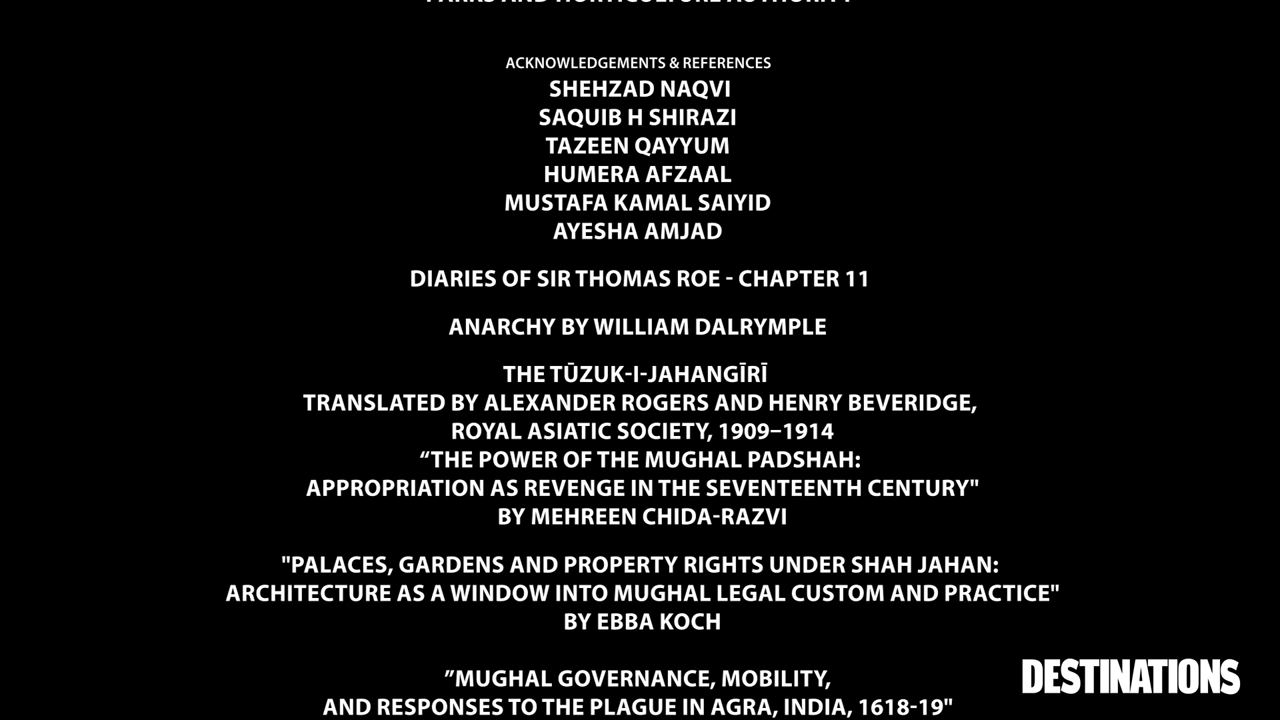 PARKS AND HORTICULTURE AUTHORITY
ACKNOWLEDGEMENTS & REFERENCES
SHEHZAD NAQVI
SAQUIB H SHIRAZI
TAZEEN QAYYUM
HUMERA AFZAAL
MUSTAFA KAMAL SAIYID
AYESHA AMJAD
DIARIES OF SIR THOMAS ROE - CHAPTER 11
ANARCHY BY WILLIAM DALRYMPLE
THE TŪZUK-I-JAHANGĪRĪ
TRANSLATED BY ALEXANDER ROGERS AND HENRY BEVERIDGE,
ROYAL ASIATIC SOCIETY, 1909–1914
“THE POWER OF THE MUGHAL PADSHAH:
APPROPRIATION AS REVENGE IN THE SEVENTEENTH CENTURY"
BY MEHREEN CHIDA-RAZVI
"PALACES, GARDENS AND PROPERTY RIGHTS UNDER SHAH JAHAN:
ARCHITECTURE AS A WINDOW INTO MUGHAL LEGAL CUSTOM AND PRACTICE"
BY EBBA KOCH
”MUGHAL GOVERNANCE, MOBILITY,
AND RESPONSES TO THE PLAGUE IN AGRA, INDIA, 1618-19"
DESTINATIONS